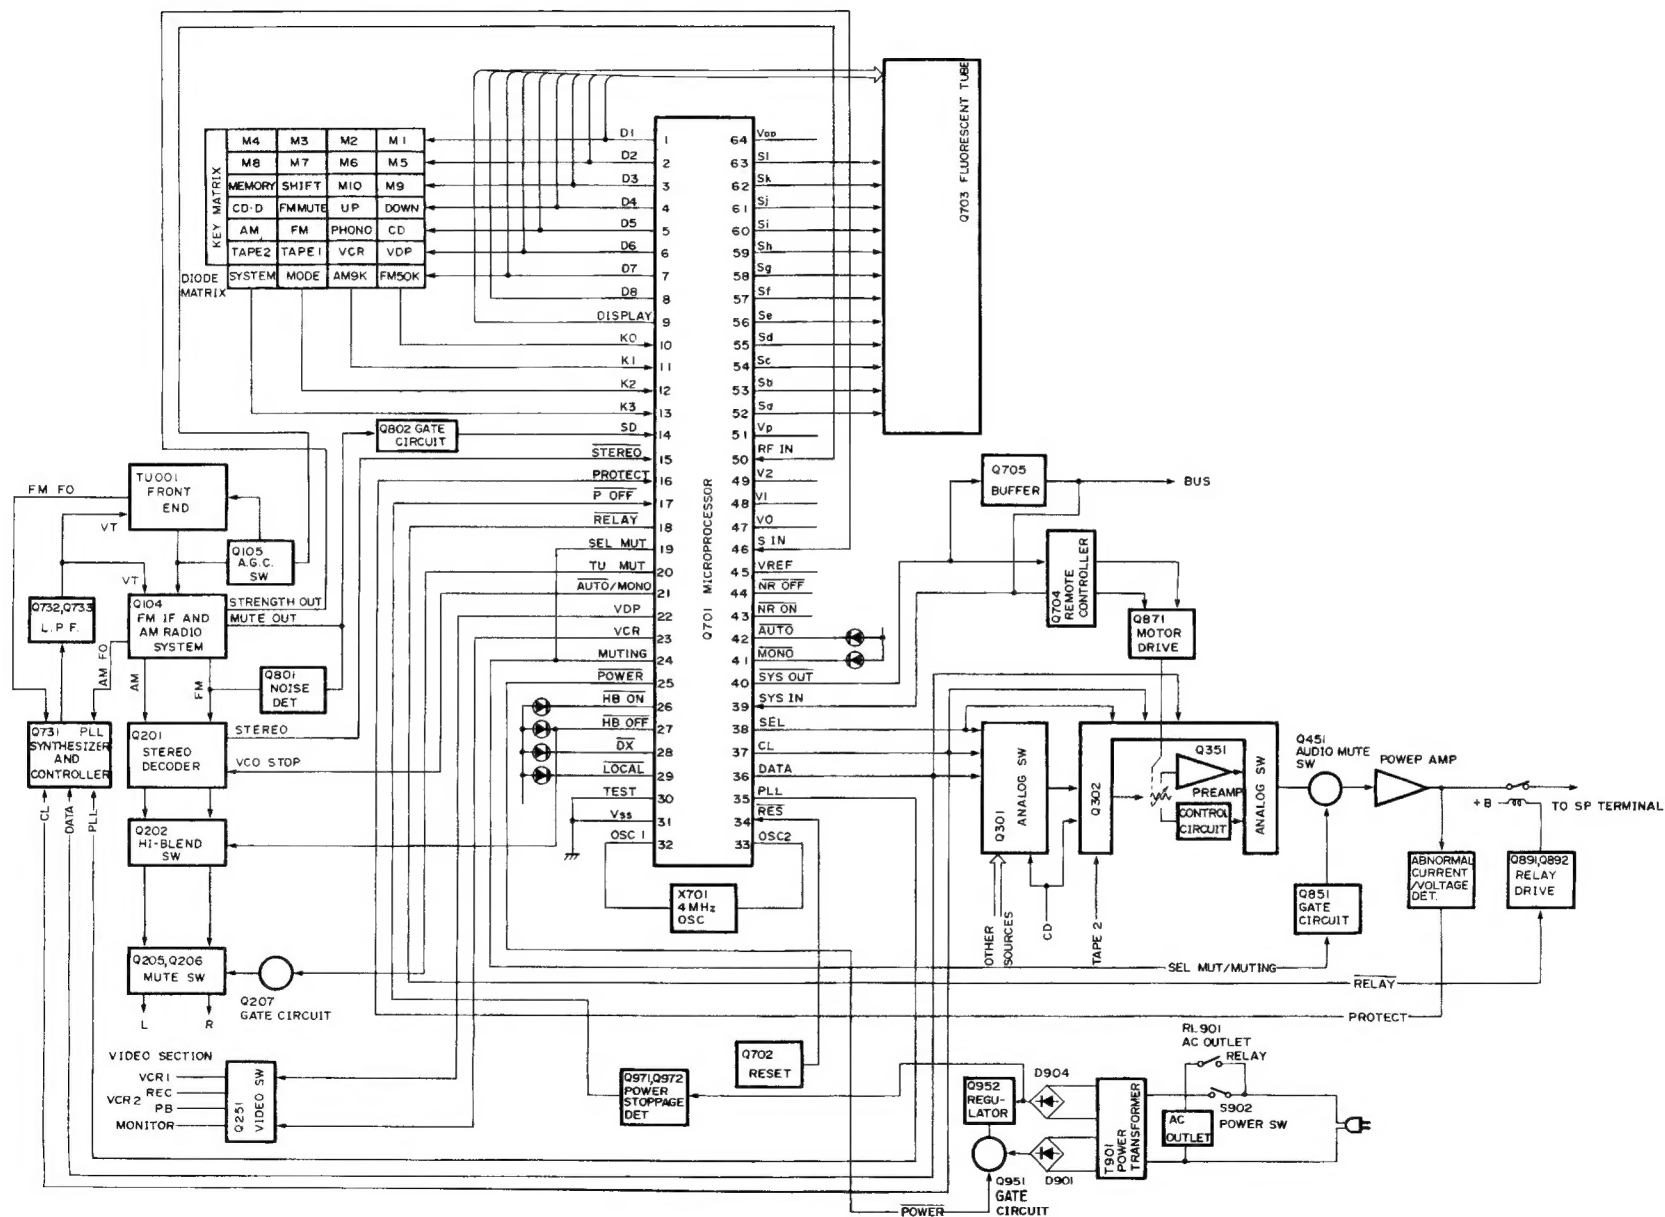 KEY MATRIX
M4 M3 M2 M1
M8 M7 M6 M5
MEMORY SHIFT M10 M9
CD·D FMMUTE UP DOWN
AM FM PHONO CD
TAPE2 TAPE1 VCR VDP
DIODE MATRIX
SYSTEM MODE AM9K FM50K
Q701 MICROPROCESSOR
D1 1
D2 2
D3 3
D4 4
D5 5
D6 6
D7 7
D8 8
DISPLAY 9
K0 10
K1 11
K2 12
K3 13
SD 14
STEREO 15
PROTECT 16
P OFF 17
RELAY 18
SEL MUT 19
TU MUT 20
AUTO/MONO 21
VDP 22
VCR 23
MUTING 24
POWER 25
HB ON 26
HB OFF 27
DX 28
LOCAL 29
TEST 30
Vss 31
OSC 1 32
64 VDD
63 Sl
62 Sk
61 Sj
60 Si
59 Sh
58 Sg
57 Sf
56 Se
55 Sd
54 Sc
53 Sb
52 Sa
51 Vp
50 RF IN
49 V2
48 V1
47 V0
46 S IN
45 VREF
44 NR OFF
43 NR ON
42 AUTO
41 MONO
40 SYS OUT
39 SYS IN
38 SEL
37 CL
36 DATA
35 PLL
34 RES
33 OSC2
Q703 FLUORESCENT TUBE
Q802 GATE
CIRCUIT
FM FO
TU001
FRONT
END
VT
Q105
A.G.C.
SW
VT
Q732,Q733
L.P.F.
Q104
FM IF AND
AM RADIO
SYSTEM
STRENGTH OUT
MUTE OUT
AM FO
AM
FM
Q801
NOISE
DET
Q731 PLL
SYNTHESIZER
AND
CONTROLLER
Q201
STEREO
DECODER
STEREO
VCO STOP
CL
DATA
PLL
Q202
HI-BLEND
SW
Q205,Q206
MUTE SW
Q207
GATE CIRCUIT
L
R
VIDEO SECTION
VCR1
VCR2
REC
PB
MONITOR
Q251
VIDEO SW
X701
4MHz
OSC
Q702
RESET
Q971,Q972
POWER
STOPPAGE
DET
Q705
BUFFER
BUS
Q704
REMOTE
CONTROLLER
Q871
MOTOR
DRIVE
Q301
ANALOG SW
Q302
Q351
PREAMP
CONTROL
CIRCUIT
ANALOG SW
OTHER
SOURCES
CD
TAPE 2
Q451
AUDIO MUTE
SW
POWEP AMP
+B
TO SP TERMINAL
Q851
GATE
CIRCUIT
ABNORMAL
CURRENT
/VOLTAGE
DET.
Q891,Q892
RELAY
DRIVE
SEL MUT/MUTING
RELAY
PROTECT
RL901
AC OUTLET
RELAY
Q952
REGU-
LATOR
D904
T901
POWER
TRANSFORMER
S902
POWER SW
AC
OUTLET
D901
Q951
GATE
CIRCUIT
POWER